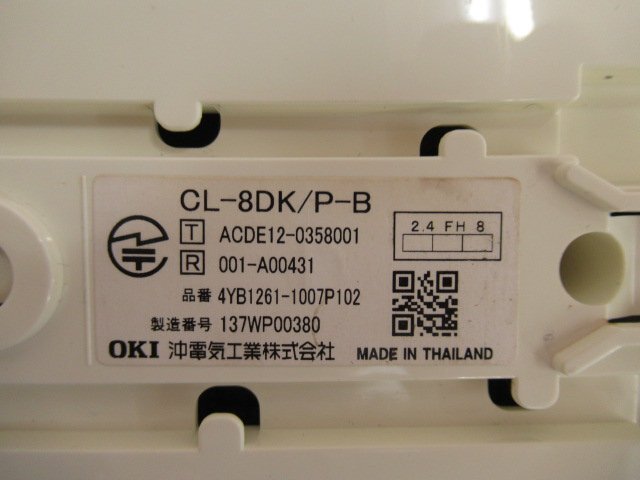 CL-8DK/P-B
T ACDE12-0358001
2.4 FH 8
R 001-A00431
品番 4YB1261-1007P102
製造番号 137WP00380
OKI 沖電気工業株式会社 MADE IN THAILAND